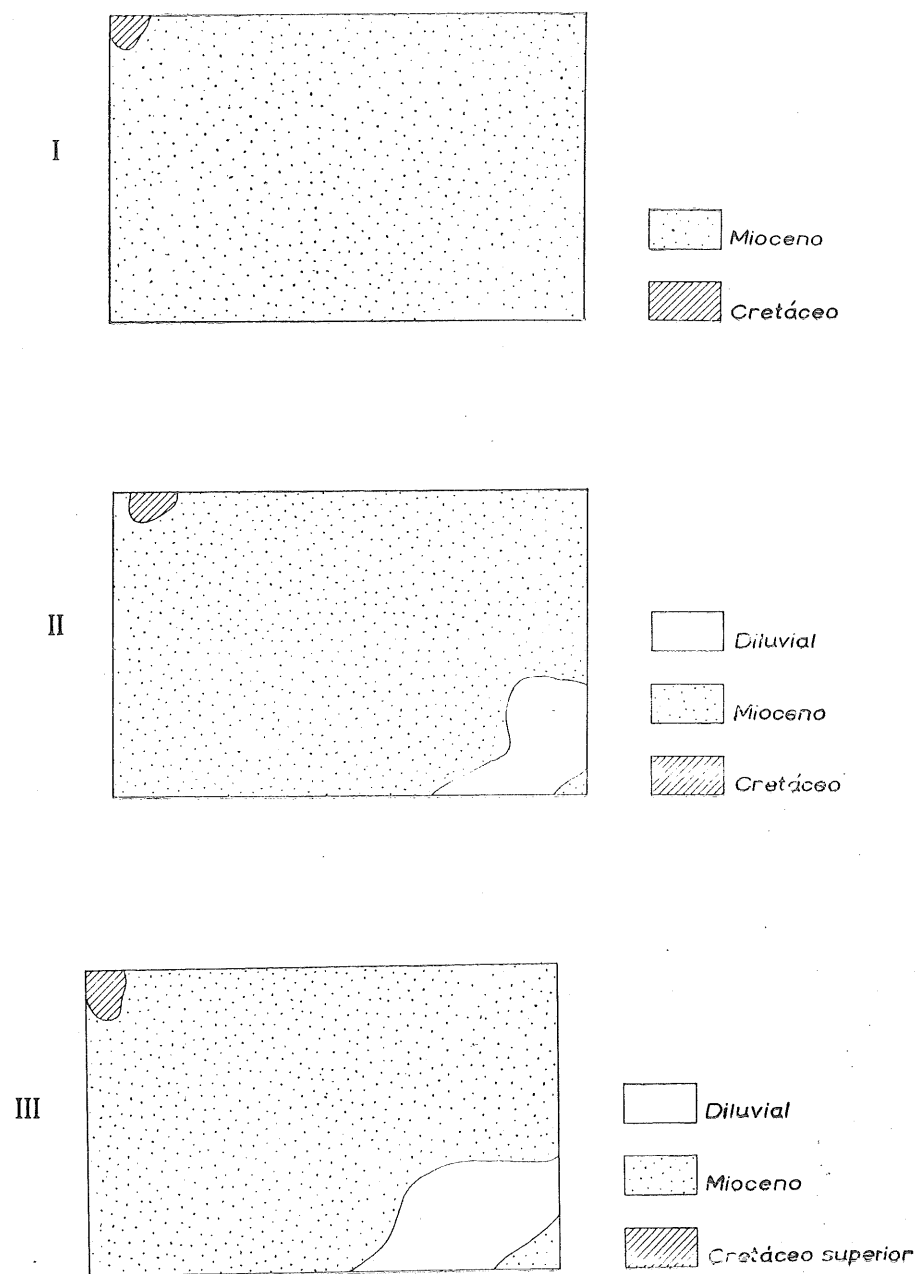 I
Mioceno
Cretáceo
II
Diluvial
Mioceno
Cretáceo
III
Diluvial
Mioceno
Cretáceo superior